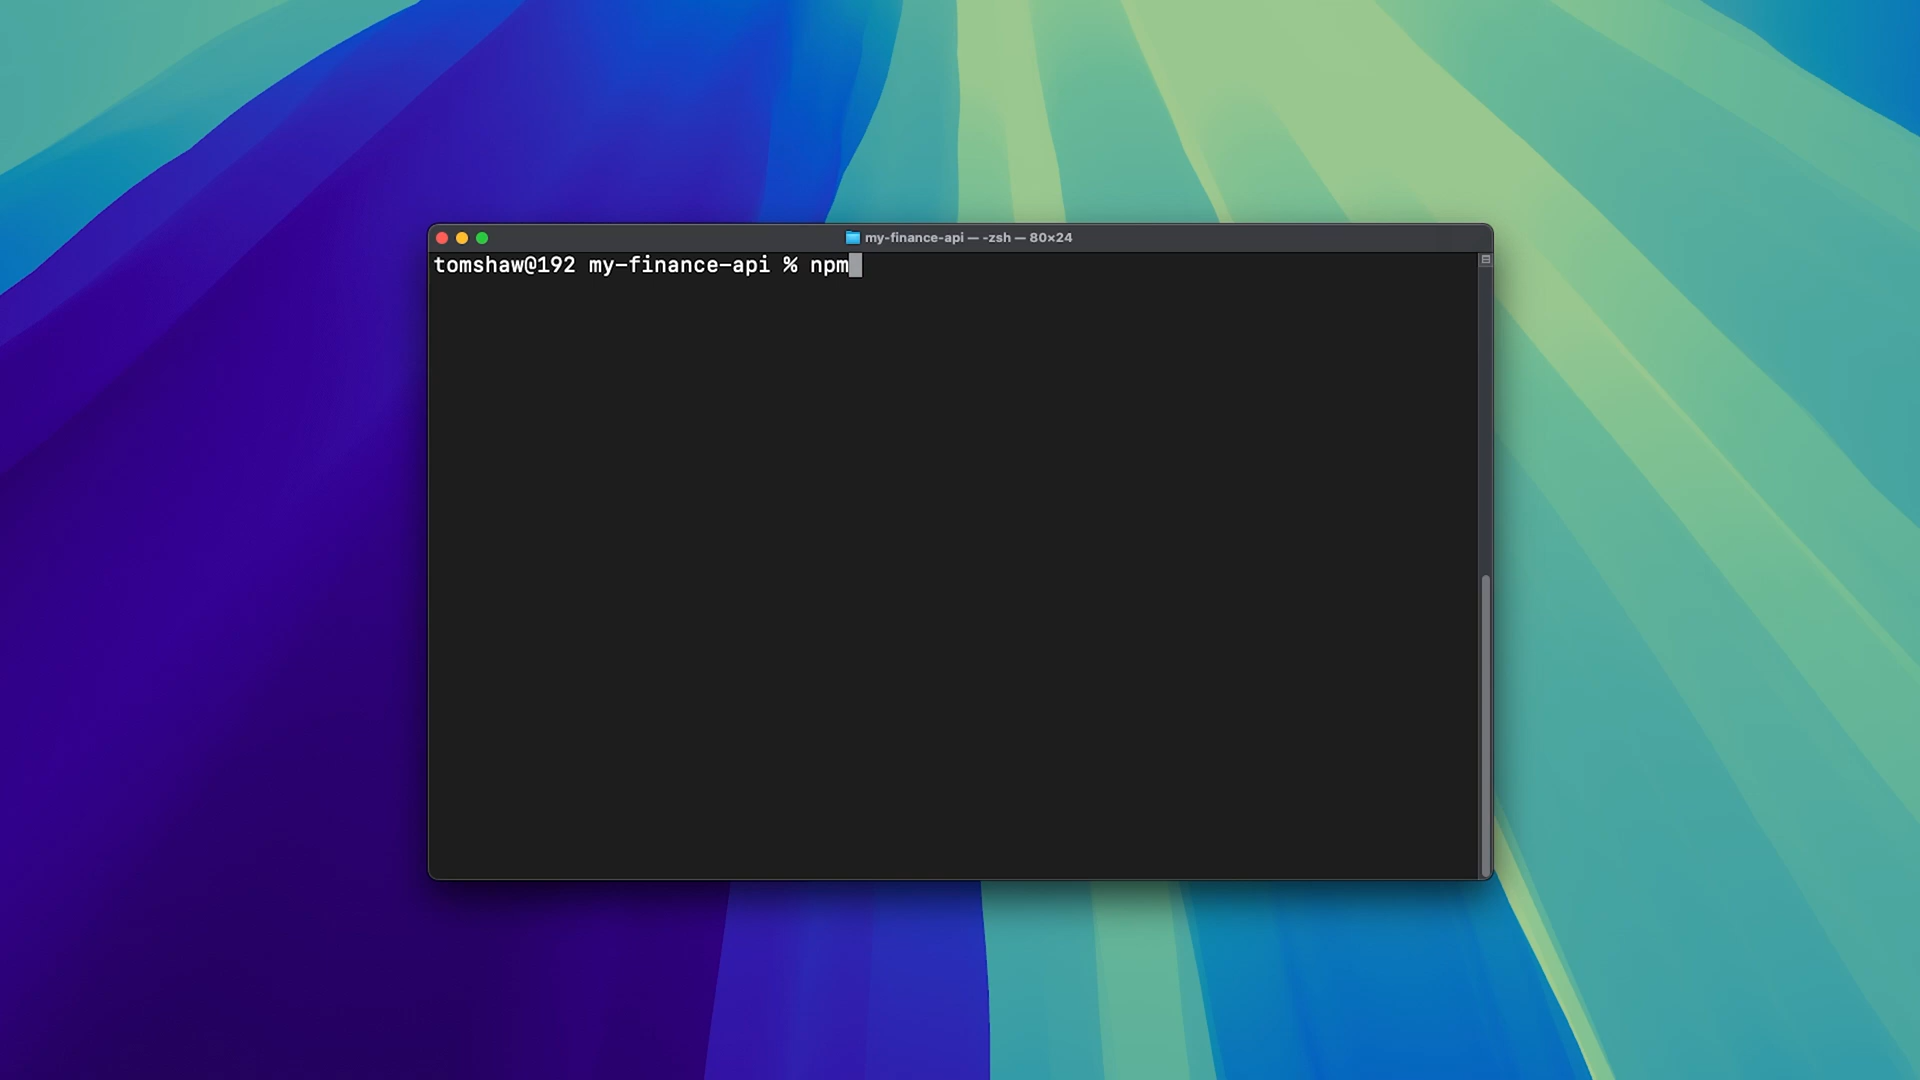 my-finance-api — -zsh — 80×24
tomshaw@192 my-finance-api % npm